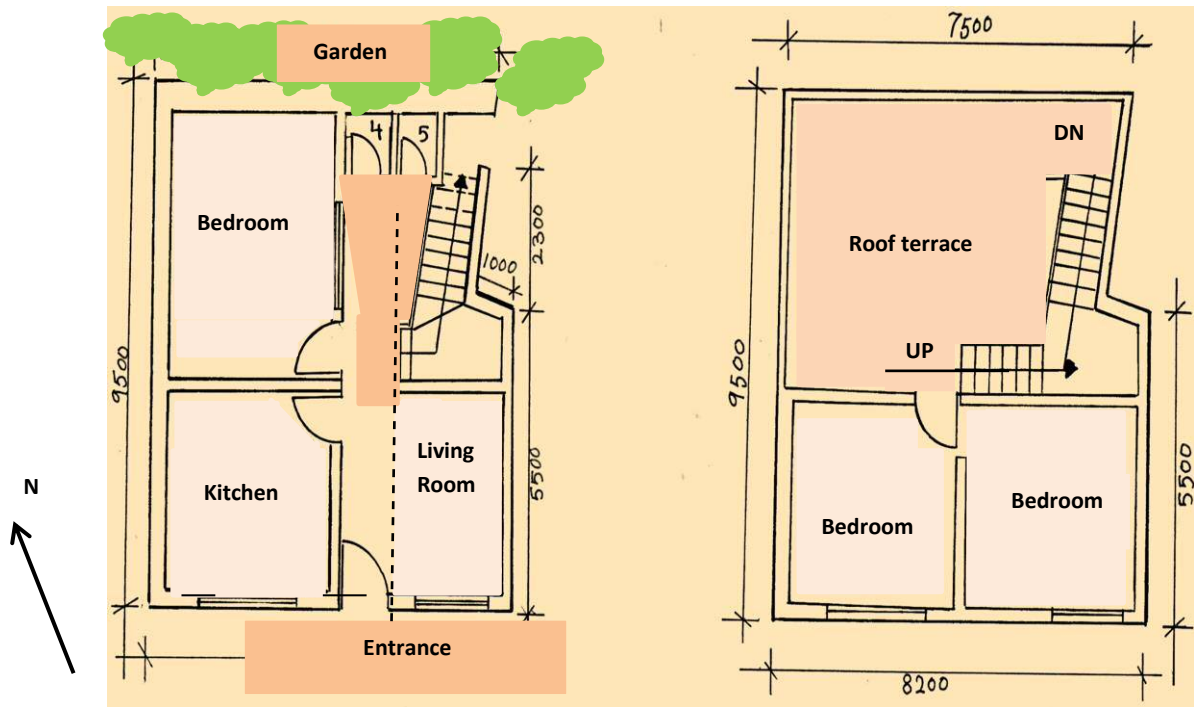 Garden
4
5
Bedroom
2300
1000
9500
Kitchen
Living
Room
5500
N
Entrance
7500
DN
Roof terrace
UP
9500
Bedroom
Bedroom
5500
8200